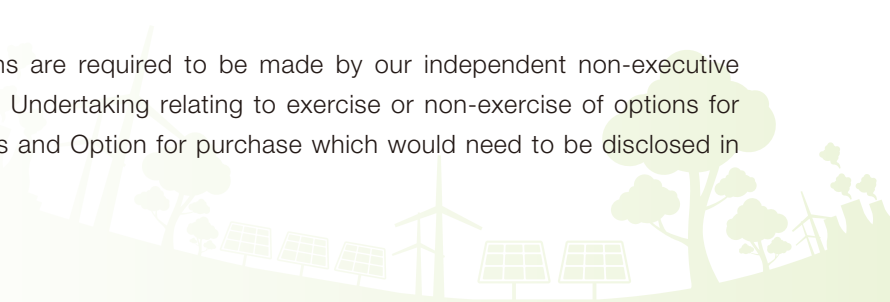 are required to be made by our independent non-executive
Undertaking relating to exercise or non-exercise of options for
and Option for purchase which would need to be disclosed in